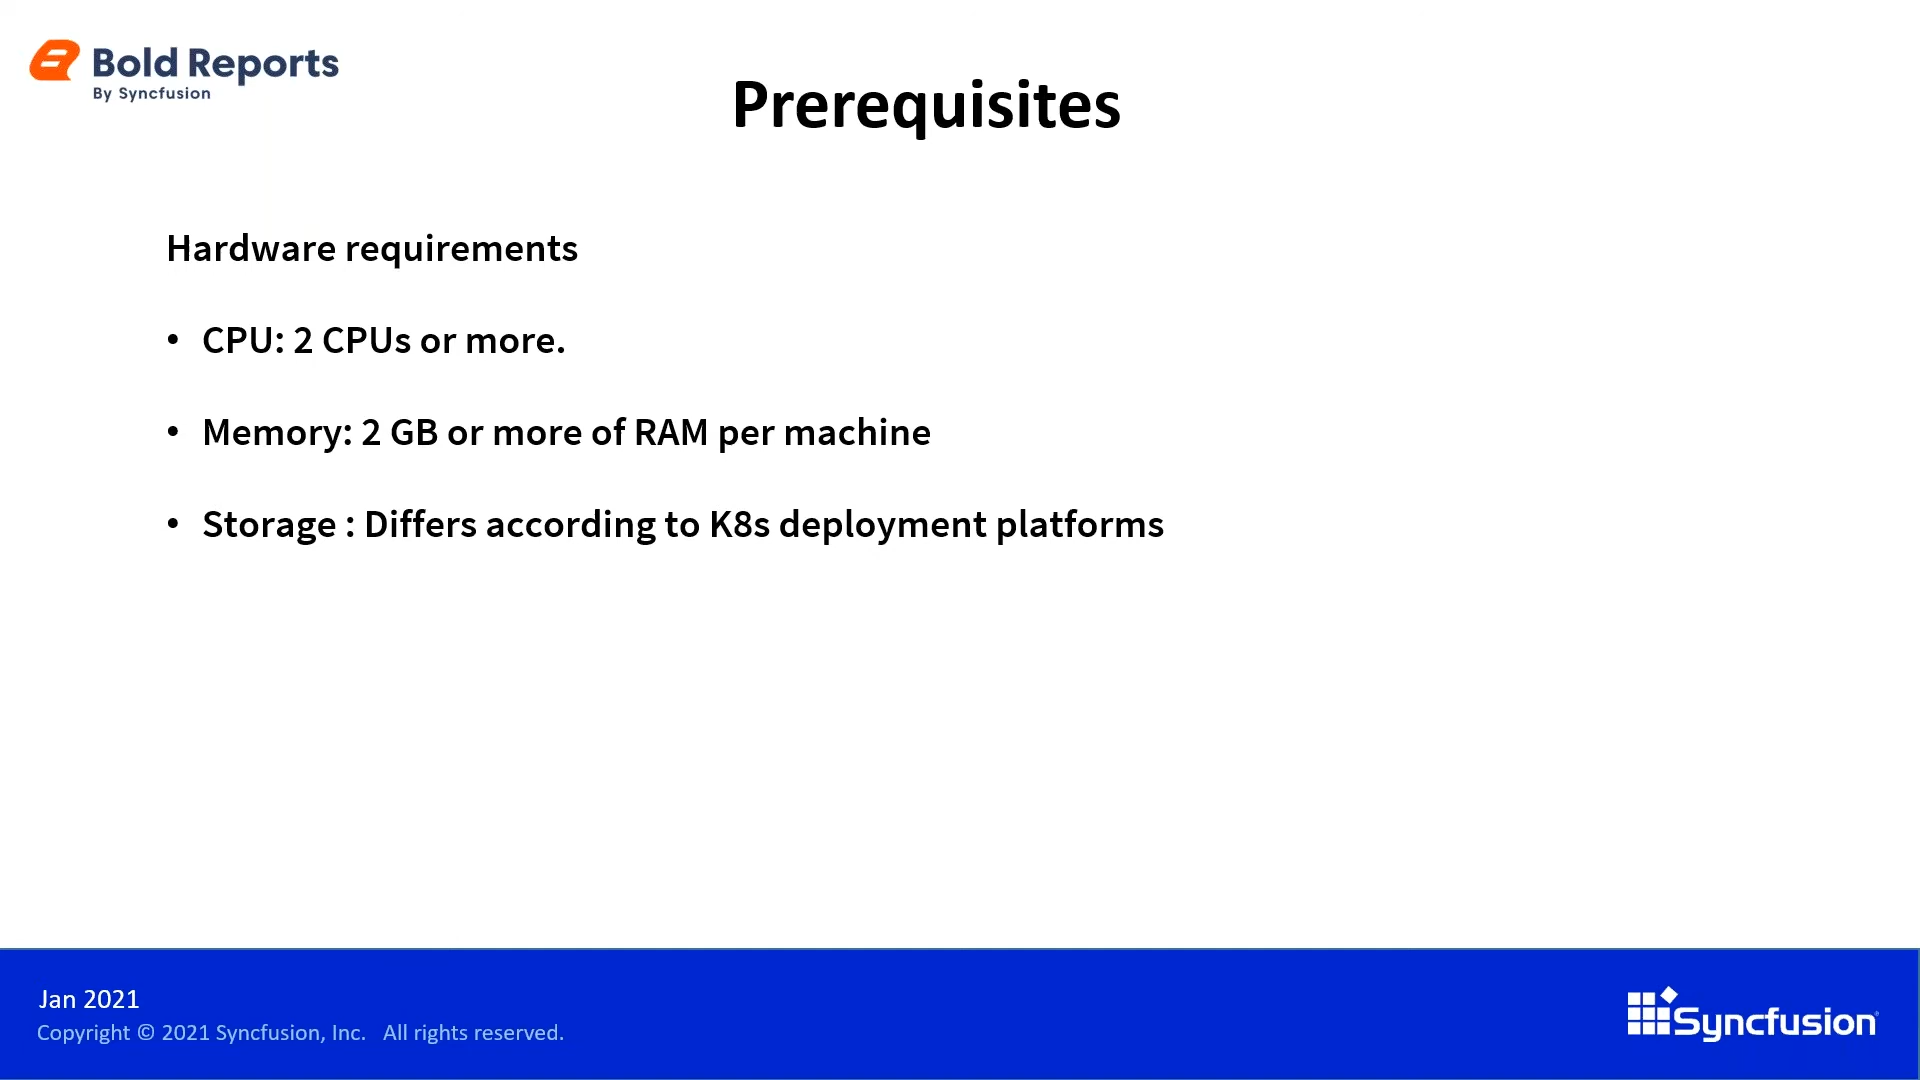 Bold Reports
By Syncfusion
Prerequisites
Hardware requirements
• CPU: 2 CPUs or more.
• Memory: 2 GB or more of RAM per machine
• Storage : Differs according to K8s deployment platforms
Jan 2021
Copyright © 2021 Syncfusion, Inc. All rights reserved.
Syncfusion